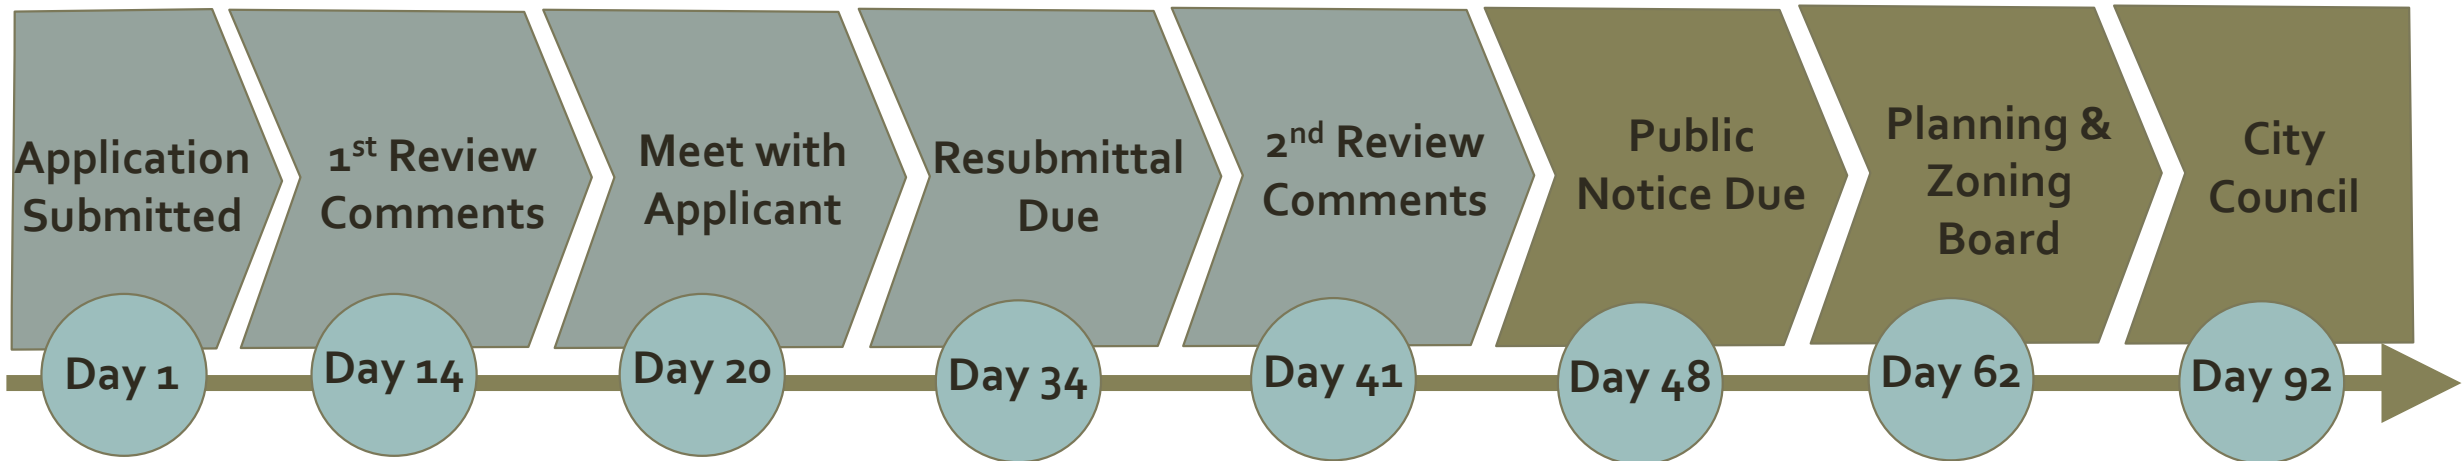 Application
Submitted
1st Review
Comments
Meet with
Applicant
Resubmittal
Due
2nd Review
Comments
Public
Notice Due
Planning &
Zoning
Board
City
Council
Day 1
Day 14
Day 20
Day 34
Day 41
Day 48
Day 62
Day 92